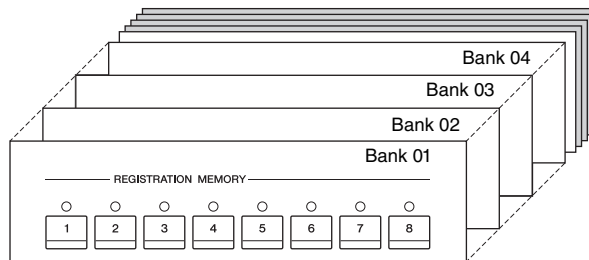 Bank 04
Bank 03
Bank 02
Bank 01
REGISTRATION MEMORY
1 2 3 4 5 6 7 8